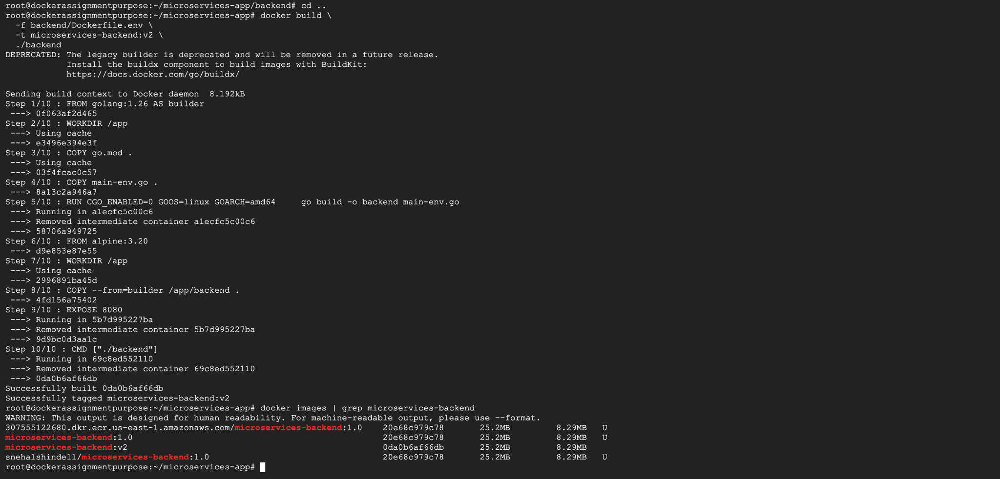 root@dockerassignmentpurpose:~/microservices-app/backend# cd ..
root@dockerassignmentpurpose:~/microservices-app# docker build \
  -f backend/Dockerfile.env \
  -t microservices-backend:v2 \
  ./backend
DEPRECATED: The legacy builder is deprecated and will be removed in a future release.
            Install the buildx component to build images with BuildKit:
            https://docs.docker.com/go/buildx/

Sending build context to Docker daemon  8.192kB
Step 1/10 : FROM golang:1.26 AS builder
 ---> 0f063af2d465
Step 2/10 : WORKDIR /app
 ---> Using cache
 ---> e3496e394e3f
Step 3/10 : COPY go.mod .
 ---> Using cache
 ---> 03f4fcac0c57
Step 4/10 : COPY main-env.go .
 ---> 8a13c2a946a7
Step 5/10 : RUN CGO_ENABLED=0 GOOS=linux GOARCH=amd64     go build -o backend main-env.go
 ---> Running in a1ecfc5c00c6
 ---> Removed intermediate container a1ecfc5c00c6
 ---> 58706a949725
Step 6/10 : FROM alpine:3.20
 ---> d9e853e87e55
Step 7/10 : WORKDIR /app
 ---> Using cache
 ---> 2996891ba45d
Step 8/10 : COPY --from=builder /app/backend .
 ---> 4fd156a75402
Step 9/10 : EXPOSE 8080
 ---> Running in 5b7d995227ba
 ---> Removed intermediate container 5b7d995227ba
 ---> 9d9bc0d3aa1c
Step 10/10 : CMD ["./backend"]
 ---> Running in 69c8ed552110
 ---> Removed intermediate container 69c8ed552110
 ---> 0da0b6af66db
Successfully built 0da0b6af66db
Successfully tagged microservices-backend:v2
root@dockerassignmentpurpose:~/microservices-app# docker images | grep microservices-backend
WARNING: This output is designed for human readability. For machine-readable output, please use --format.
307555122680.dkr.ecr.us-east-1.amazonaws.com/microservices-backend:1.0    20e68c979c78       25.2MB         8.29MB   U
microservices-backend:1.0                                                 20e68c979c78       25.2MB         8.29MB   U
microservices-backend:v2                                                  0da0b6af66db       25.2MB         8.29MB
snehalshinde11/microservices-backend:1.0                                  20e68c979c78       25.2MB         8.29MB   U
root@dockerassignmentpurpose:~/microservices-app#